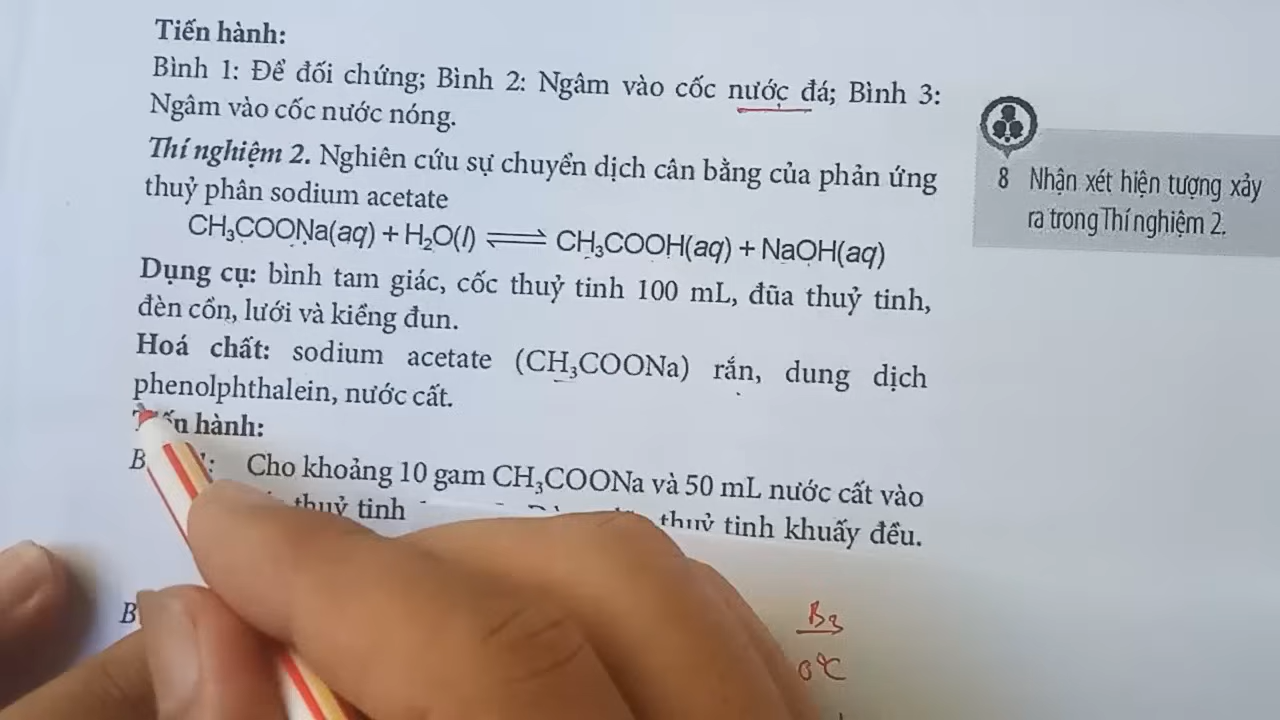 Tiến hành:
Bình 1: Để đối chứng; Bình 2: Ngâm vào cốc nước đá; Bình 3:
Ngâm vào cốc nước nóng.
Thí nghiệm 2. Nghiên cứu sự chuyển dịch cân bằng của phản ứng
thuỷ phân sodium acetate
CH₃COONa(aq) + H₂O(l) ⇌ CH₃COOH(aq) + NaOH(aq)
Dụng cụ: bình tam giác, cốc thuỷ tinh 100 mL, đũa thuỷ tinh,
đèn cồn, lưới và kiềng đun.
Hoá chất: sodium acetate (CH₃COONa) rắn, dung dịch
phenolphthalein, nước cất.
hành:
Cho khoảng 10 gam CH₃COONa và 50 mL nước cất vào
thuỷ tinh thuỷ tinh khuấy đều.
B₃
0°C
8 Nhận xét hiện tượng xảy
ra trong Thí nghiệm 2.